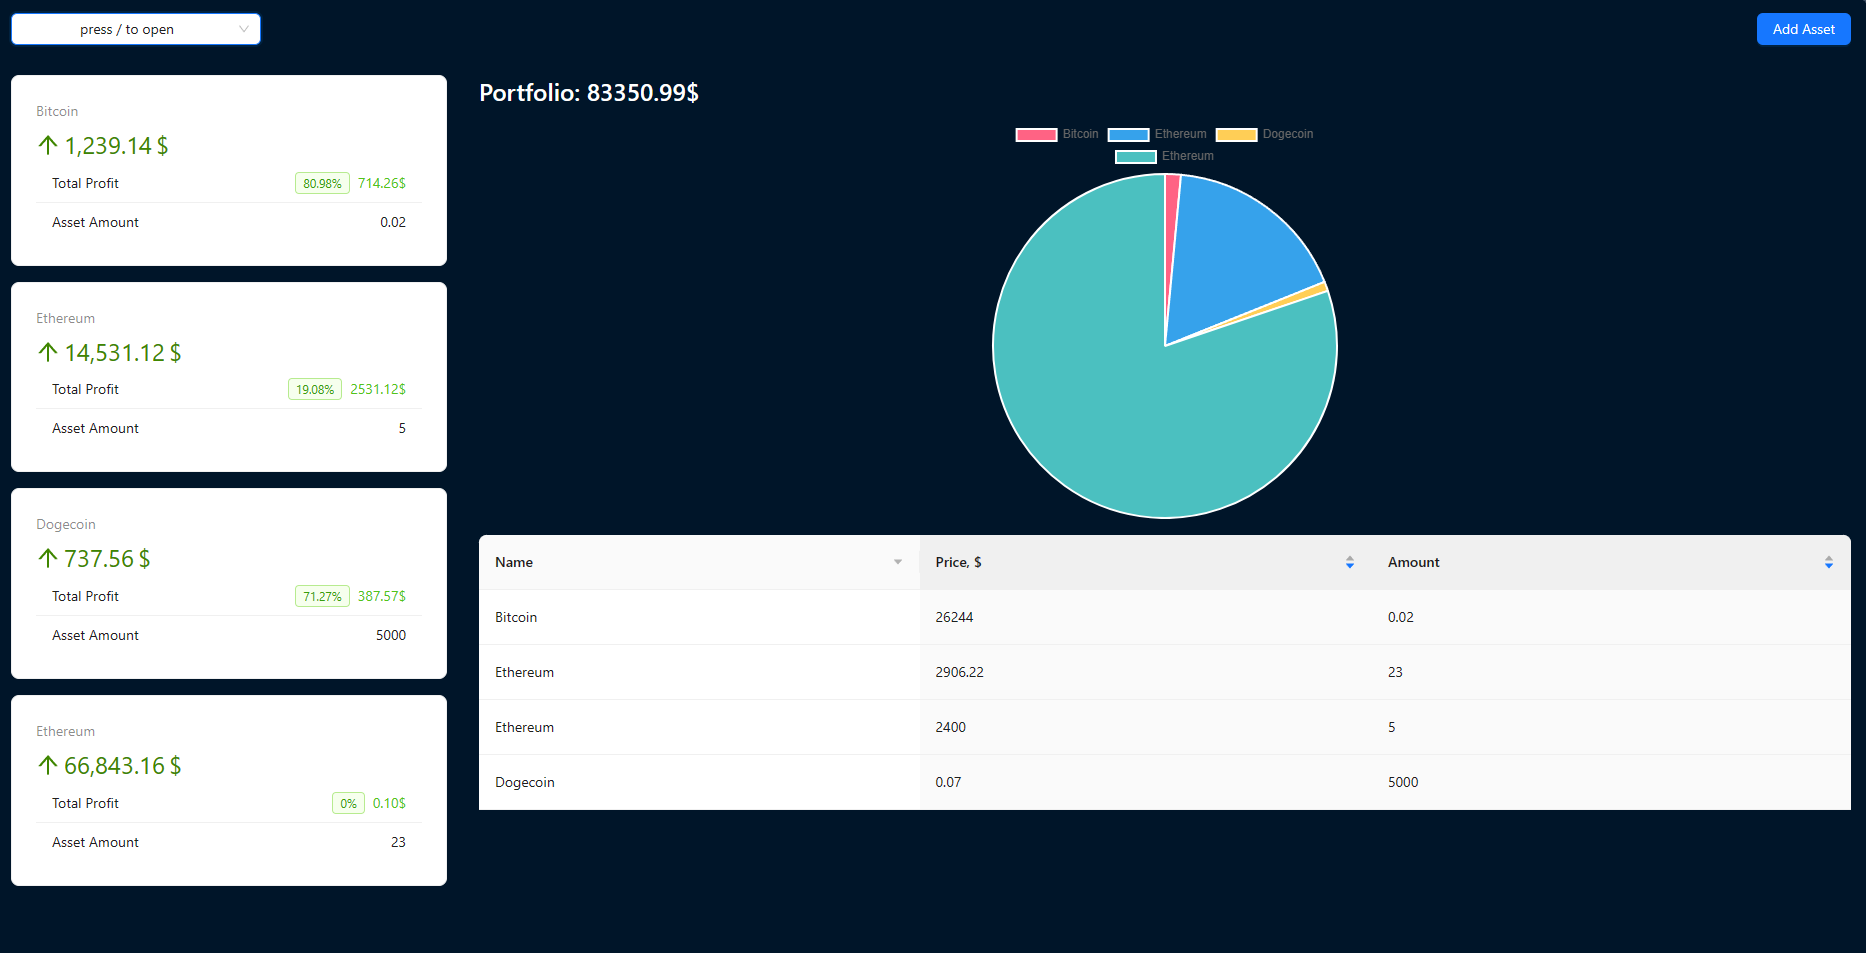 press / to open
Add Asset
Bitcoin
1,239.14 $
Total Profit 80.98% 714.26$
Asset Amount 0.02
Ethereum
14,531.12 $
Total Profit 19.08% 2531.12$
Asset Amount 5
Dogecoin
737.56 $
Total Profit 71.27% 387.57$
Asset Amount 5000
Ethereum
66,843.16 $
Total Profit 0% 0.10$
Asset Amount 23
Portfolio: 83350.99$
Bitcoin Ethereum Dogecoin
Ethereum
Name Price, $ Amount
Bitcoin 26244 0.02
Ethereum 2906.22 23
Ethereum 2400 5
Dogecoin 0.07 5000